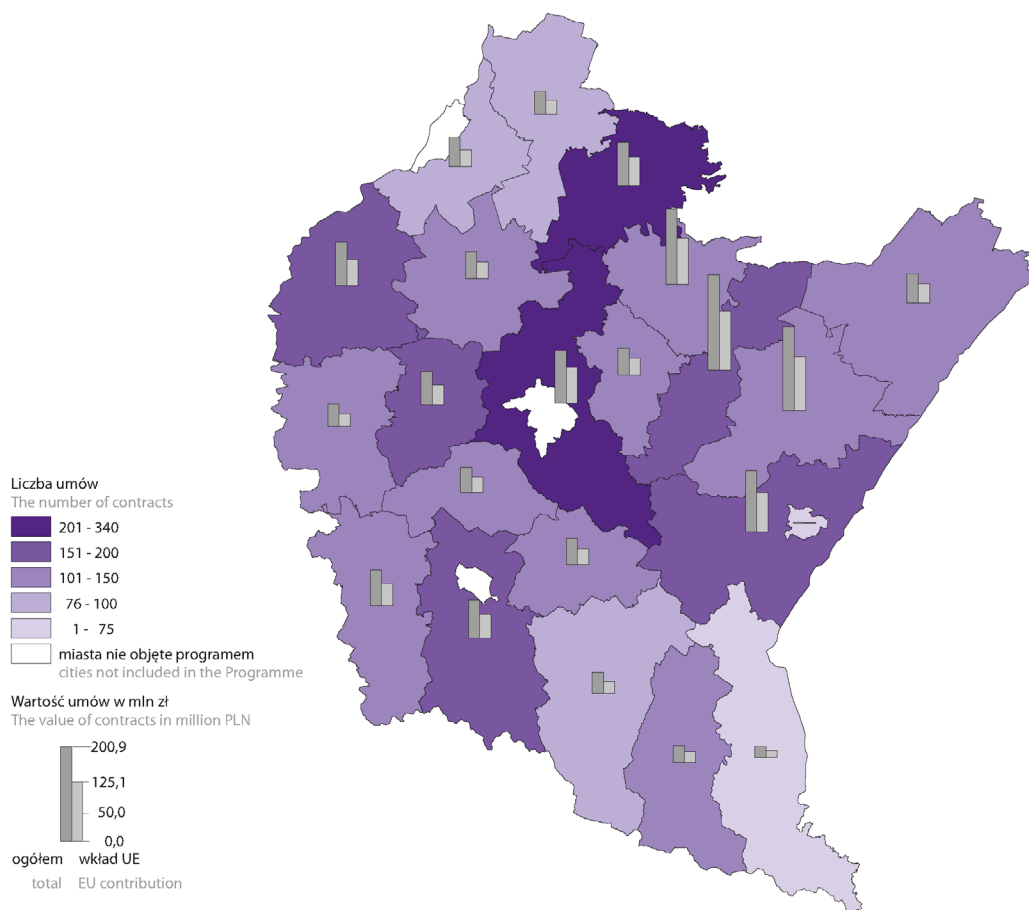 Liczba umów
The number of contracts
201 - 340
151 - 200
101 - 150
76 - 100
1 - 75
miasta nie objęte programem
cities not included in the Programme
Wartość umów w mln zł
The value of contracts in million PLN
200,9
125,1
50,0
0,0
ogółem wkład UE
total EU contribution